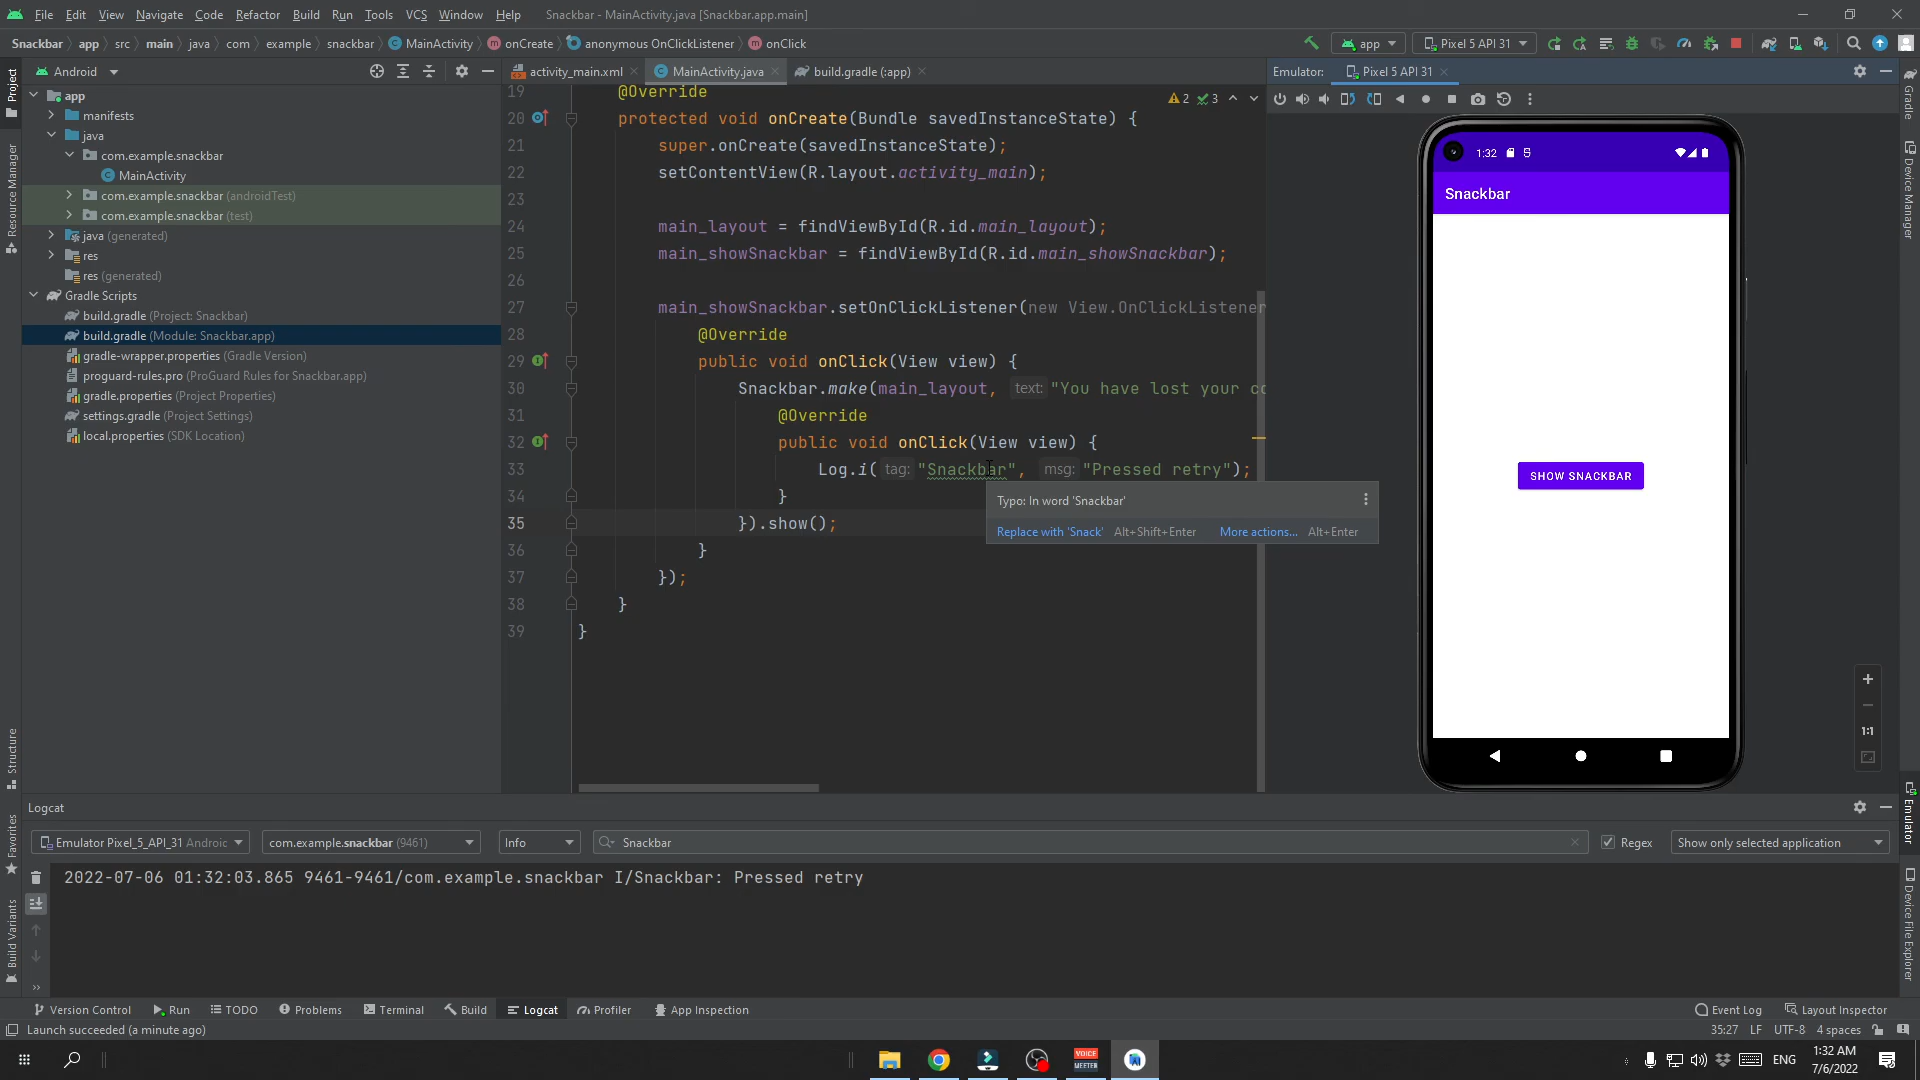 File Edit View Navigate Code Refactor Build Run Tools VCS Window Help Snackbar - MainActivity.java [Snackbar.app.main]
Snackbar app src main java com example snackbar MainActivity onCreate anonymous OnClickListener onClick app Pixel 5 API 31
Android
activity_main.xml MainActivity.java build.gradle (:app)
Emulator: Pixel 5 API 31
Project
Resource Manager
Structure
Favorites
Build Variants
app
manifests
java
com.example.snackbar
MainActivity
com.example.snackbar (androidTest)
com.example.snackbar (test)
java (generated)
res
res (generated)
Gradle Scripts
build.gradle (Project: Snackbar)
build.gradle (Module: Snackbar.app)
gradle-wrapper.properties (Gradle Version)
proguard-rules.pro (ProGuard Rules for Snackbar.app)
gradle.properties (Project Properties)
settings.gradle (Project Settings)
local.properties (SDK Location)
2 3
19 @Override
20 protected void onCreate(Bundle savedInstanceState) {
21 super.onCreate(savedInstanceState);
22 setContentView(R.layout.activity_main);
23
24 main_layout = findViewById(R.id.main_layout);
25 main_showSnackbar = findViewById(R.id.main_showSnackbar);
26
27 main_showSnackbar.setOnClickListener(new View.OnClickListener
28 @Override
29 public void onClick(View view) {
30 Snackbar.make(main_layout, text: "You have lost your co
31 @Override
32 public void onClick(View view) {
33 Log.i( tag: "Snackbar", msg: "Pressed retry");
34 }
35 }).show();
36 }
37 });
38 }
39 }
Typo: In word 'Snackbar'
Replace with 'Snack' Alt+Shift+Enter More actions... Alt+Enter
1:32
Snackbar
SHOW SNACKBAR
1:1
Gradle
Device Manager
Emulator
Device File Explorer
Logcat
Emulator Pixel_5_API_31 Androic com.example.snackbar (9461) Info Snackbar Regex Show only selected application
2022-07-06 01:32:03.865 9461-9461/com.example.snackbar I/Snackbar: Pressed retry
Version Control Run TODO Problems Terminal Build Logcat Profiler App Inspection Event Log Layout Inspector
Launch succeeded (a minute ago) 35:27 LF UTF-8 4 spaces
VOICE
MEETER
ENG
1:32 AM
7/6/2022